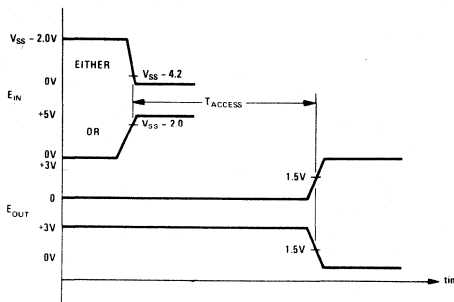 VSS – 2.0V
EITHER
VSS – 4.2
0V
EIN
TACCESS
+5V
VSS – 2.0
OR
0V
+3V
1.5V
0
EOUT
+3V
1.5V
0V